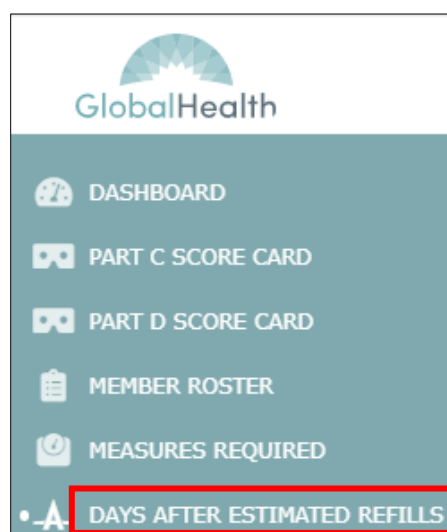 GlobalHealth
DASHBOARD
PART C SCORE CARD
PART D SCORE CARD
MEMBER ROSTER
MEASURES REQUIRED
DAYS AFTER ESTIMATED REFILLS